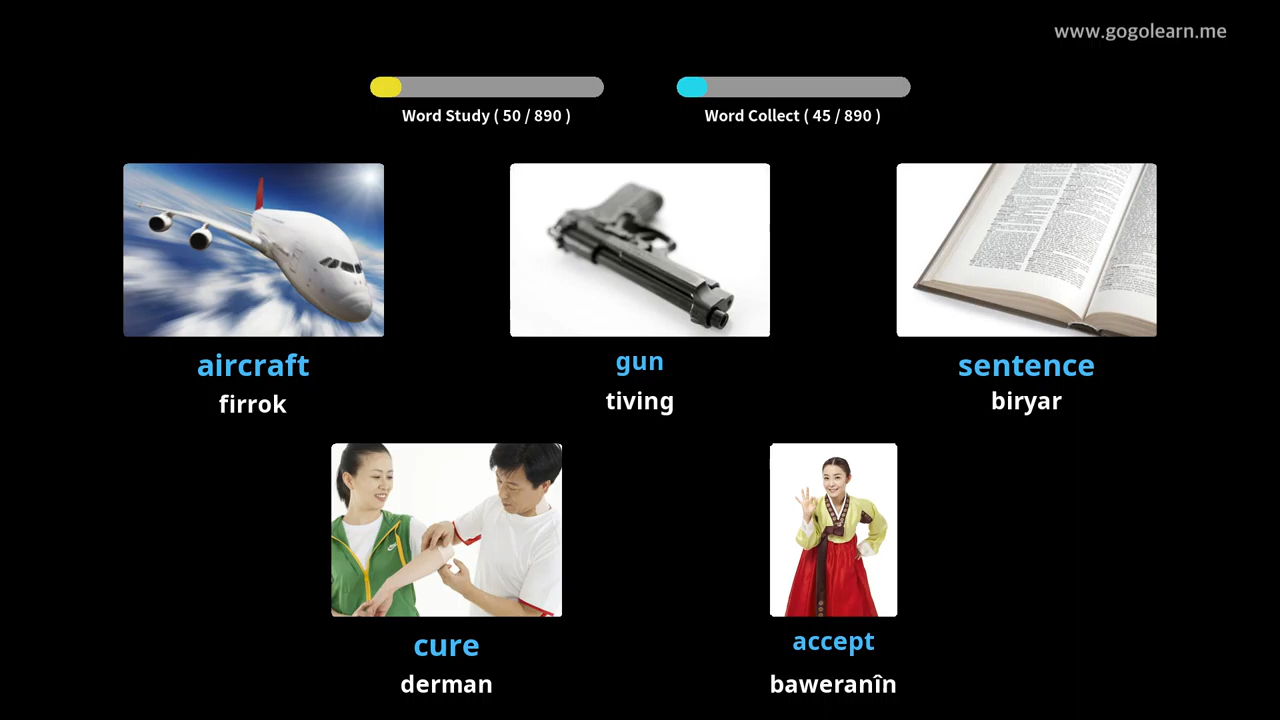 www.gogolearn.me
Word Study ( 50 / 890 )
Word Collect ( 45 / 890 )
aircraft
firrok
gun
tiving
sentence
biryar
cure
derman
accept
baweranîn